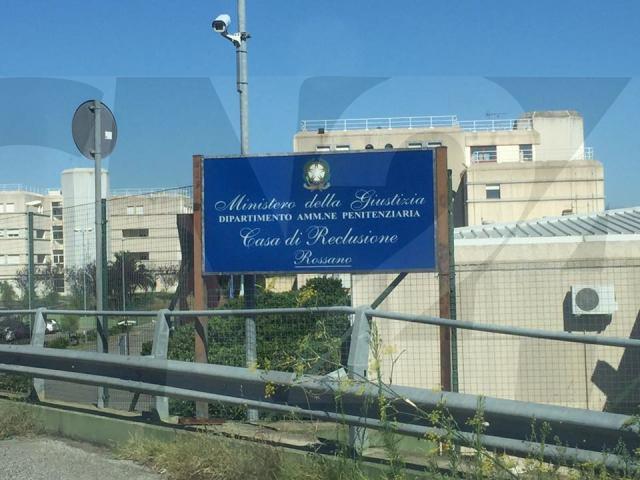 Ministero della Giustizia
DIPARTIMENTO AMM.NE PENITENZIARIA
Casa di Reclusione
Rossano